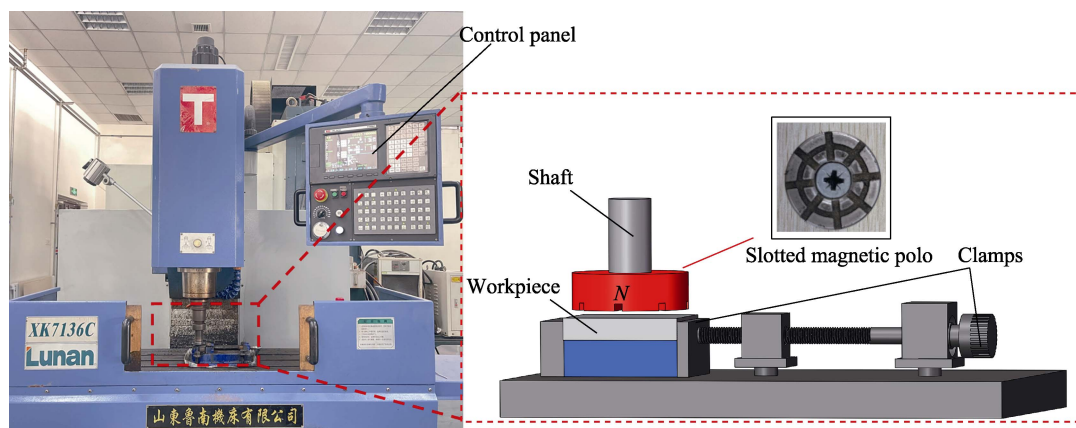 Control panel
T
XK7136C
Lunan
山東魯南機床有限公司
Shaft
Slotted magnetic polo
Clamps
Workpiece
N